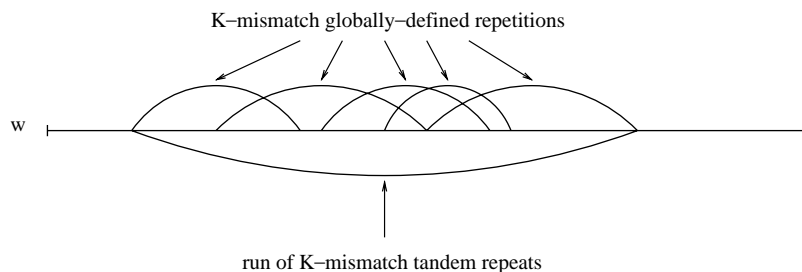 K−mismatch globally−defined repetitions
w
run of K−mismatch tandem repeats